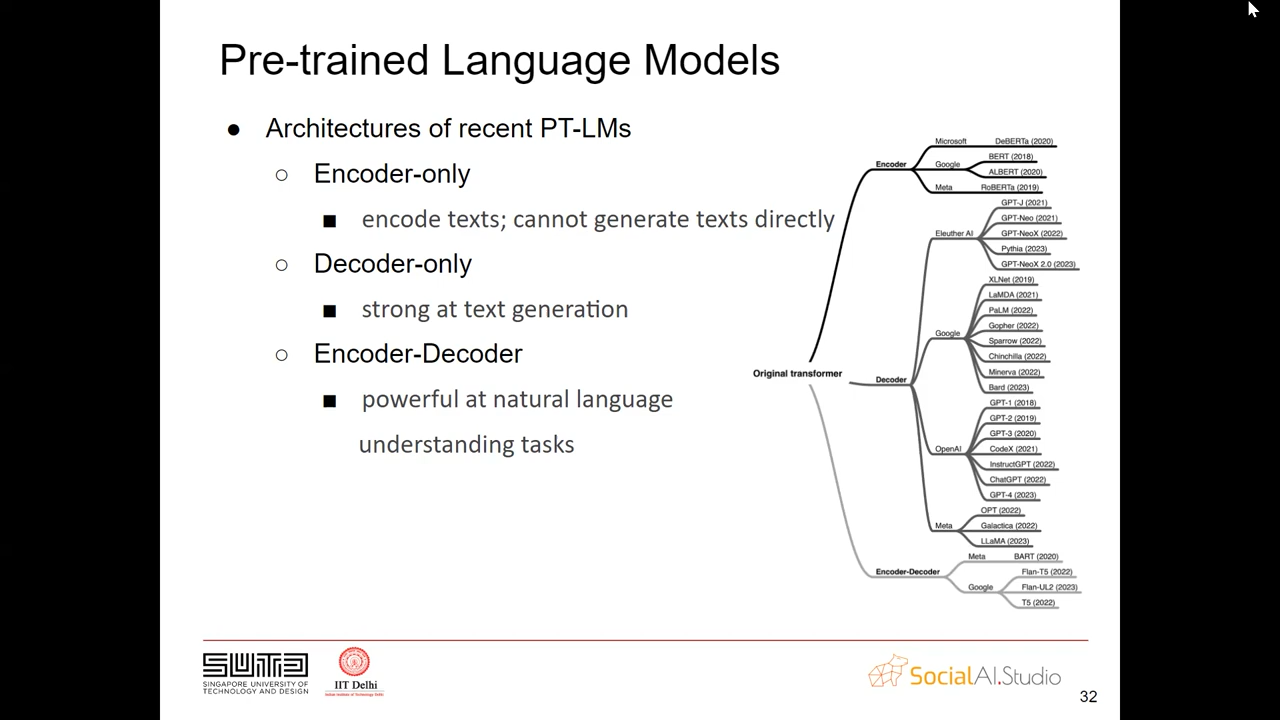 Pre-trained Language Models
● Architectures of recent PT-LMs
○ Encoder-only
■ encode texts; cannot generate texts directly
○ Decoder-only
■ strong at text generation
○ Encoder-Decoder
■ powerful at natural language
understanding tasks
Original transformer
Encoder
Microsoft
DeBERTa (2020)
Google
BERT (2018)
ALBERT (2020)
Meta
RoBERTa (2019)
Decoder
Eleuther AI
GPT-J (2021)
GPT-Neo (2021)
GPT-NeoX (2022)
Pythia (2023)
GPT-NeoX 2.0 (2023)
Google
XLNet (2019)
LaMDA (2021)
PaLM (2022)
Gopher (2022)
Sparrow (2022)
Chinchilla (2022)
Minerva (2022)
Bard (2023)
OpenAI
GPT-1 (2018)
GPT-2 (2019)
GPT-3 (2020)
CodeX (2021)
InstructGPT (2022)
ChatGPT (2022)
GPT-4 (2023)
Meta
OPT (2022)
Galactica (2022)
LLaMA (2023)
Encoder-Decoder
Meta
BART (2020)
Google
Flan-T5 (2022)
Flan-UL2 (2023)
T5 (2022)
SUTD
SINGAPORE UNIVERSITY OF
TECHNOLOGY AND DESIGN
IIT Delhi
SocialAI.Studio
32